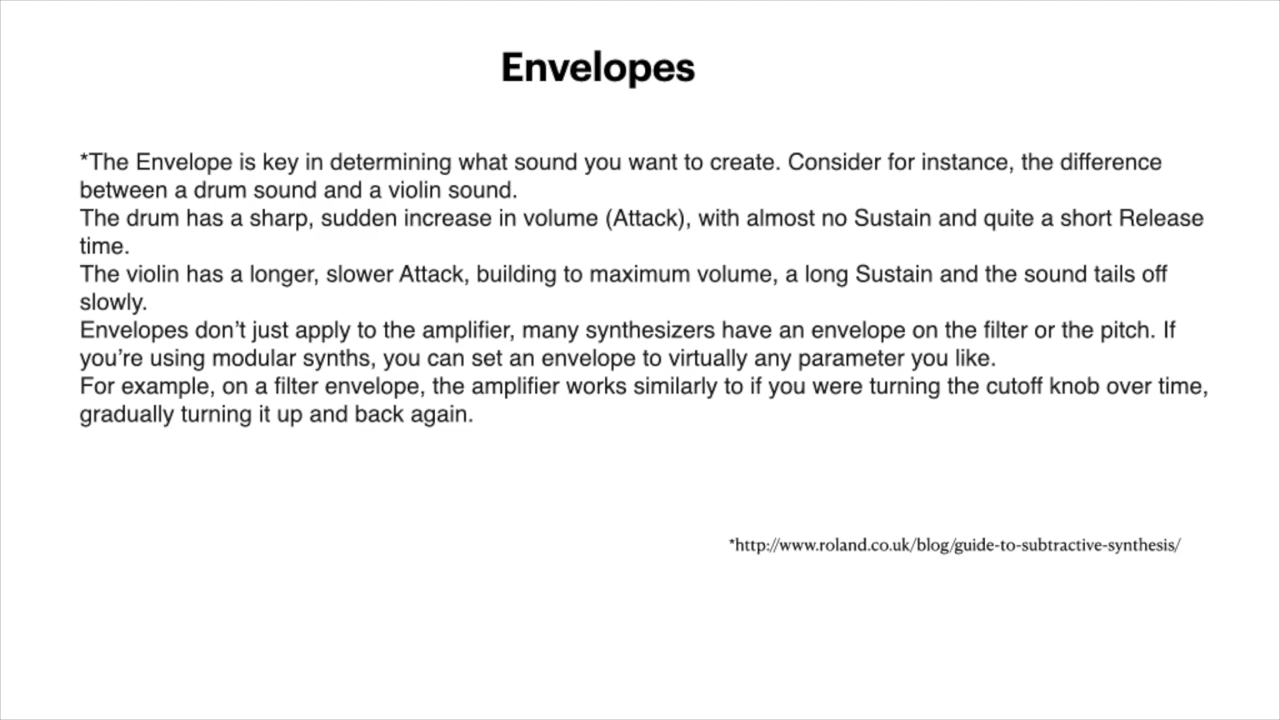 Envelopes
*The Envelope is key in determining what sound you want to create. Consider for instance, the difference
between a drum sound and a violin sound.
The drum has a sharp, sudden increase in volume (Attack), with almost no Sustain and quite a short Release
time.
The violin has a longer, slower Attack, building to maximum volume, a long Sustain and the sound tails off
slowly.
Envelopes don’t just apply to the amplifier, many synthesizers have an envelope on the filter or the pitch. If
you’re using modular synths, you can set an envelope to virtually any parameter you like.
For example, on a filter envelope, the amplifier works similarly to if you were turning the cutoff knob over time,
gradually turning it up and back again.
*http://www.roland.co.uk/blog/guide-to-subtractive-synthesis/